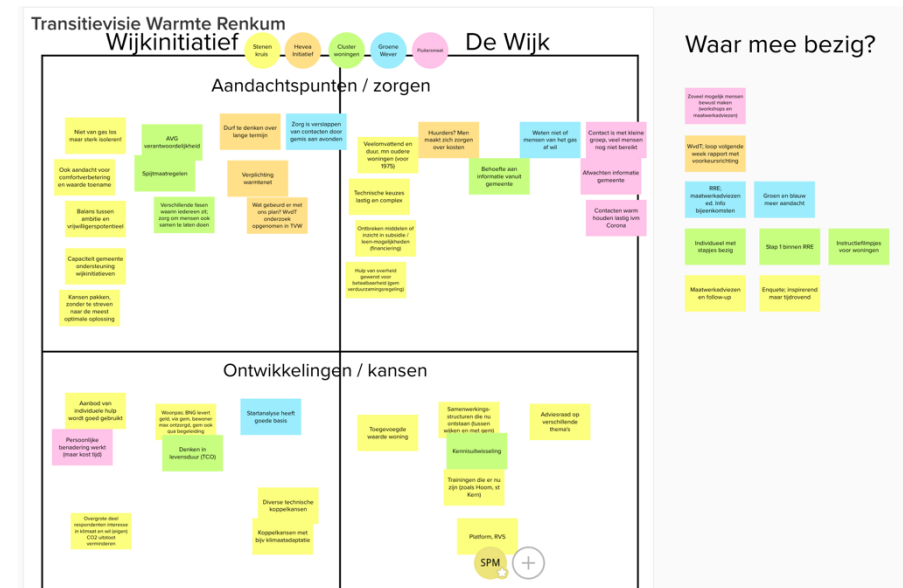 Transitievisie Warmte Renkum
Wijkinitiatief
Stenen
kruis
Hevea
Initiatief
Cluster
woningen
Groene
Wever
Fluitersmaat
De Wijk
Waar mee bezig?
Aandachtspunten / zorgen
Niet van gas los
maar sterk isoleren!
AVG
verantwoordelijkheid
Durf te denken over
lange termijn
Zorg is verslappen
van contacten door
gemis aan avonden
Ook aandacht voor
comfortverbetering
en waarde toename
Spijtmaatregelen
Verplichting
warmtenet
Balans tussen
ambitie en
vrijwilligerspotentieel
Verschillende fasen
waarin iedereen zit;
zorg om mensen ook
samen te laten doen
Wat gebeurd er met
ons plan? WvdT
onderzoek
opgenomen in TVW
Capaciteit gemeente
ondersteuning
wijkinitiatieven
Kansen pakken,
zonder te streven
naar de meest
optimale oplossing
Veelomvattend en
duur, mn oudere
woningen (voor
1975)
Huurders? Men
maakt zich zorgen
over kosten
Weten niet of
mensen van het gas
af wil
Contact is met kleine
groep, veel mensen
nog niet bereikt
Behoefte aan
informatie vanuit
gemeente
Afwachten informatie
gemeente
Technische keuzes
lastig en complex
Contacten warm
houden lastig ivm
Corona
Ontbreken middelen of
inzicht in subsidie /
leen-mogelijkheden
(financiering)
Hulp van overheid
gewenst voor
betaalbaarheid (gem
verduurzamingsregeling)
Zoveel mogelijk mensen
bewust maken
(workshops en
maatwerkadviezen)
WvdT; loop volgende
week rapport met
voorkeursrichting
RRE;
maatwerkadviezen
ed. Info
bijeenkomsten
Groen en blauw
meer aandacht
Individueel met
stapjes bezig
Stap 1 binnen RRE
Instructiefilmpjes
voor woningen
Maatwerkadviezen
en follow-up
Enquete; inspirerend
maar tijdrovend
Ontwikkelingen / kansen
Aanbod van
individuele hulp
wordt goed gebruikt
Woonpas; BNG levert
geld, via gem, bewoner
max ontzorgd, gem ook
qua begeleiding
Startanalyse heeft
goede basis
Persoonlijke
benadering werkt
(maar kost tijd)
Denken in
levensduur (TCO)
Diverse technische
koppelkansen
Overgrote deel
respondenten interesse
in klimaat en wil (eigen)
CO2 uitstoot
verminderen
Koppelkansen met
bijv klimaatadaptatie
Toegevoegde
waarde woning
Samenwerkings-
structuren die nu
ontstaan (tussen
wijken en met gem)
Adviesraad op
verschillende
thema's
Kennisuitwisseling
Trainingen die er nu
zijn (zoals Hoom, st
Kern)
Platform, RVS
SPM